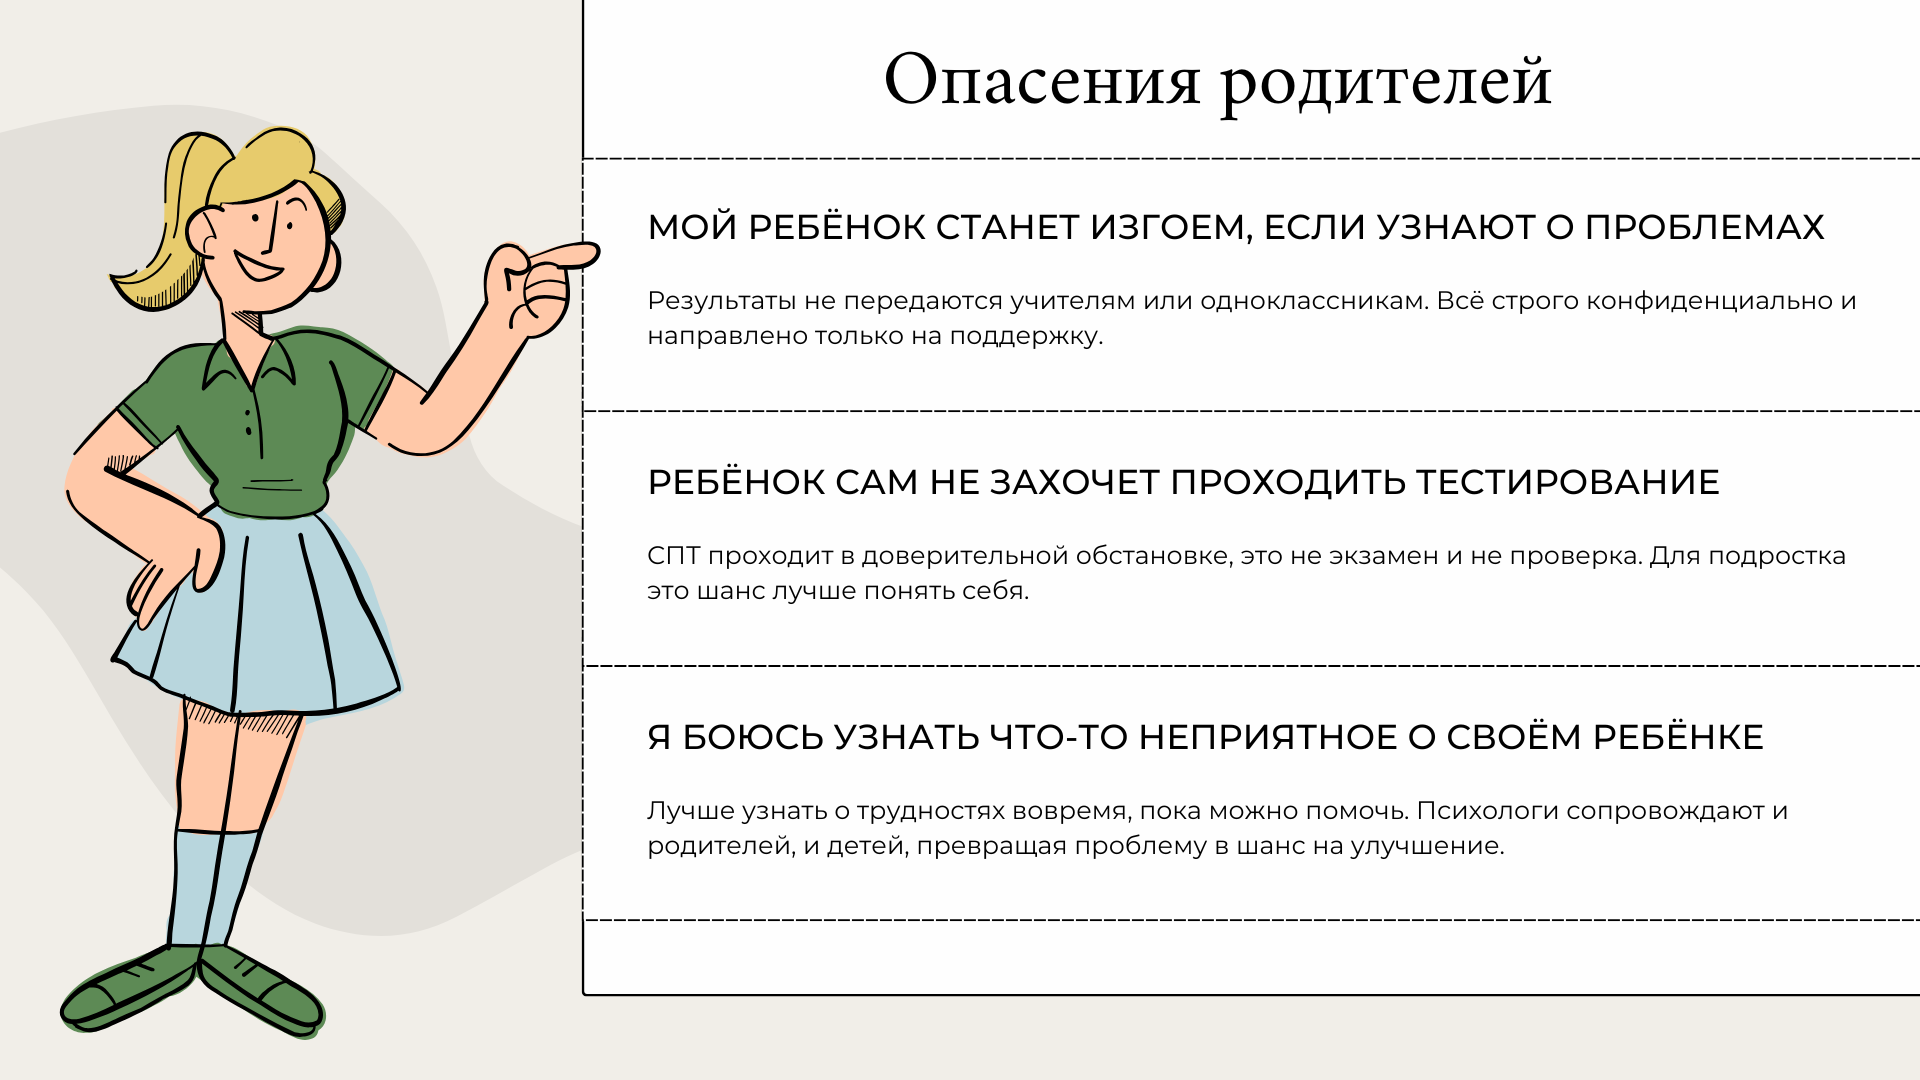 Опасения родителей
МОЙ РЕБЁНОК СТАНЕТ ИЗГОЕМ, ЕСЛИ УЗНАЮТ О ПРОБЛЕМАХ
Результаты не передаются учителям или одноклассникам. Всё строго конфиденциально и
направлено только на поддержку.
РЕБЁНОК САМ НЕ ЗАХОЧЕТ ПРОХОДИТЬ ТЕСТИРОВАНИЕ
СПТ проходит в доверительной обстановке, это не экзамен и не проверка. Для подростка
это шанс лучше понять себя.
Я БОЮСЬ УЗНАТЬ ЧТО-ТО НЕПРИЯТНОЕ О СВОЁМ РЕБЁНКЕ
Лучше узнать о трудностях вовремя, пока можно помочь. Психологи сопровождают и
родителей, и детей, превращая проблему в шанс на улучшение.